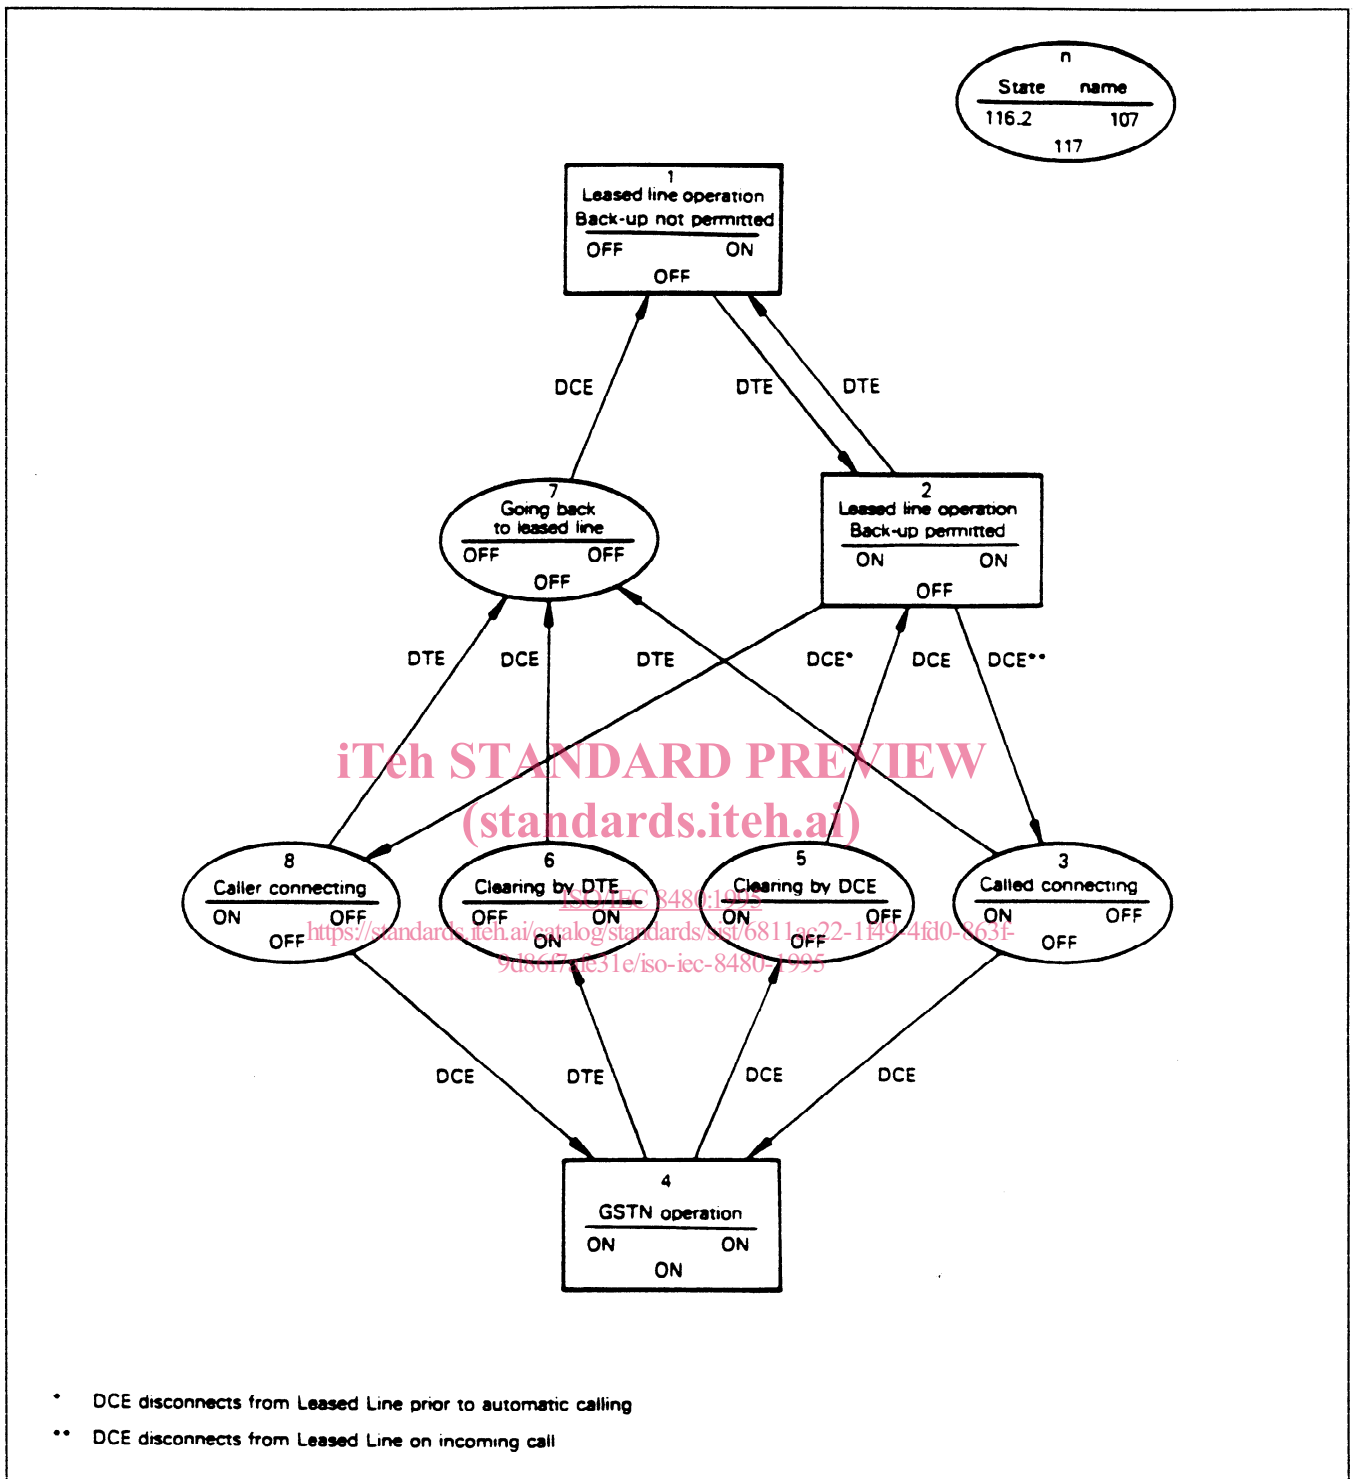 n
State name
116.2 107
117
1
Leased line operation
Back-up not permitted
OFF ON
OFF
DCE DTE DTE
7
Going back
to leased line
OFF OFF
OFF
2
Leased line operation
Back-up permitted
ON ON
OFF
DTE DCE DTE DCE* DCE DCE**
iTeh STANDARD PREVIEW
(standards.iteh.ai)
8
Caller connecting
ON OFF
OFF
6
Clearing by DTE
OFF ON
ON
5
Clearing by DCE
ON OFF
OFF
3
Called connecting
ON OFF
OFF
ISO/IEC 8480:1995
https://standards.iteh.ai/catalog/standards/sist/6811ac22-1f49-4fd0-863f-
9d86f7afe31e/iso-iec-8480-1995
DCE DTE DCE DCE
4
GSTN operation
ON ON
ON
* DCE disconnects from Leased Line prior to automatic calling
** DCE disconnects from Leased Line on incoming call